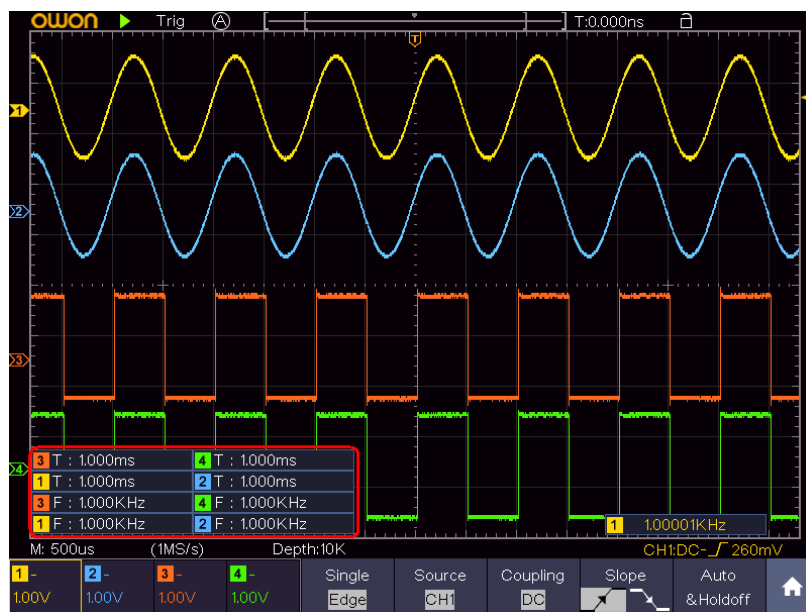 owon Trig A T:0.000ns
T
1
2
3
4
3 T : 1.000ms 4 T : 1.000ms
1 T : 1.000ms 2 T : 1.000ms
3 F : 1.000KHz 4 F : 1.000KHz
1 F : 1.000KHz 2 F : 1.000KHz
1 1.00001KHz
M: 500us (1MS/s) Depth:10K CH1:DC- 260mV
1 - 2 - 3 - 4 - Single Source Coupling Slope Auto
1.00V 1.00V 1.00V 1.00V Edge CH1 DC &Holdoff